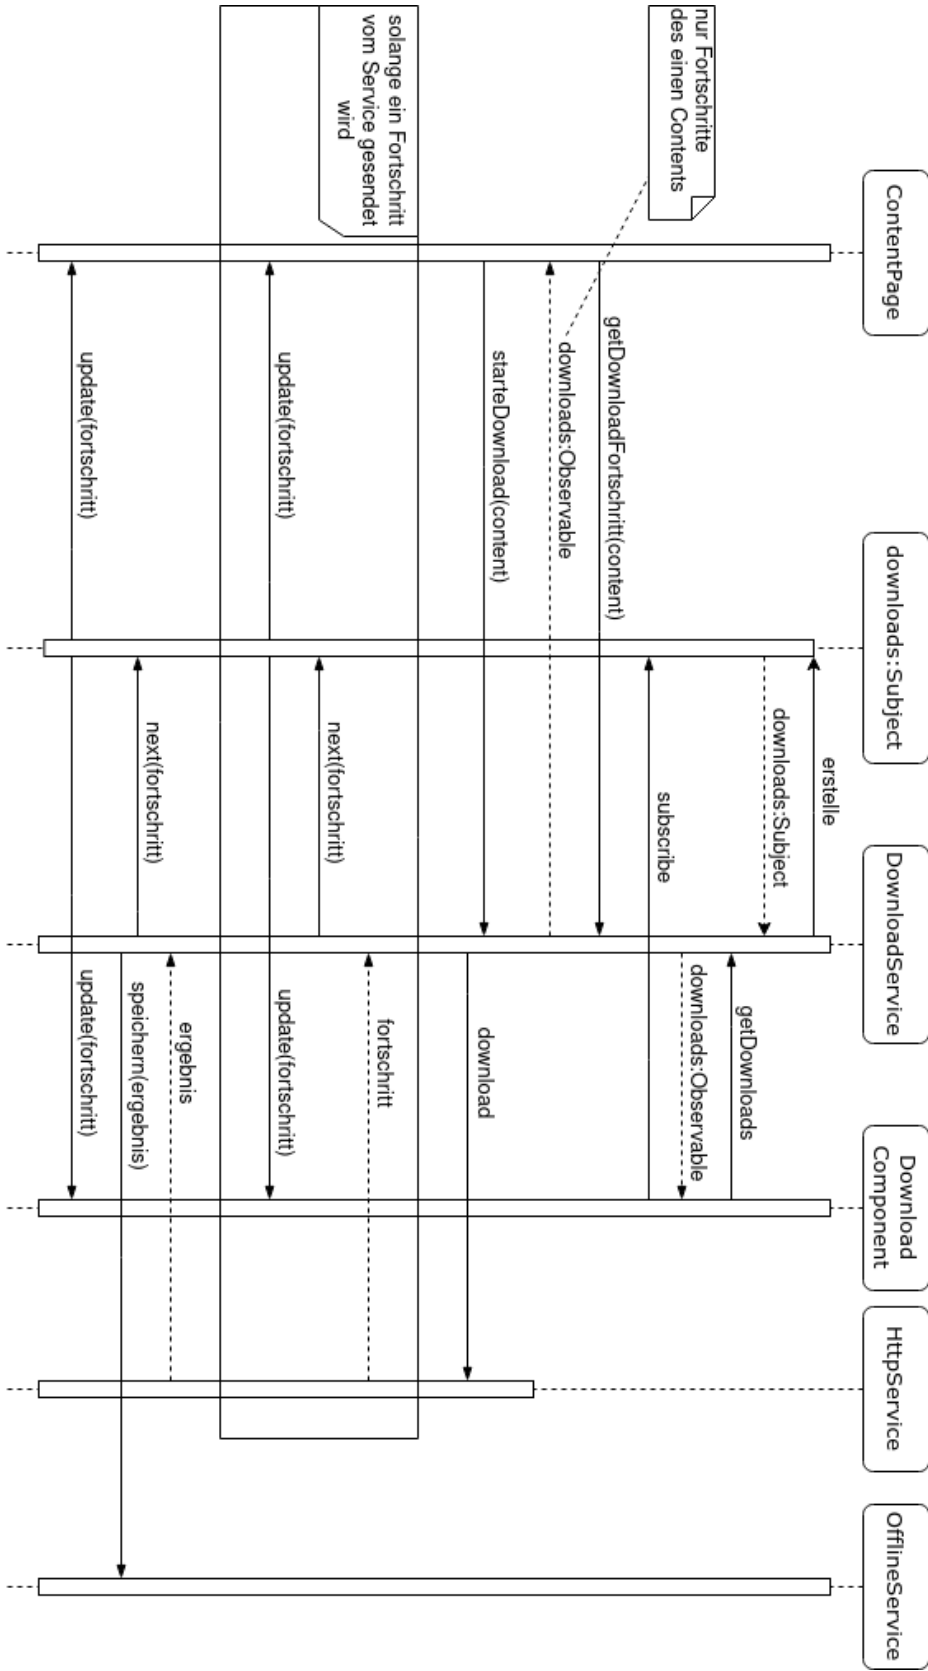 ContentPage
downloads:Subject
DownloadService
Download
Component
HttpService
OfflineService
erstelle
downloads:Subject
getDownloads
downloads:Observable
subscribe
nur Fortschritte
des einen Contents
getDownloadFortschritt(content)
downloads:Observable
starteDownload(content)
download
solange ein Fortschritt
vom Service gesendet
wird
fortschritt
next(fortschritt)
update(fortschritt)
update(fortschritt)
ergebnis
next(fortschritt)
speichern(ergebnis)
update(fortschritt)
update(fortschritt)